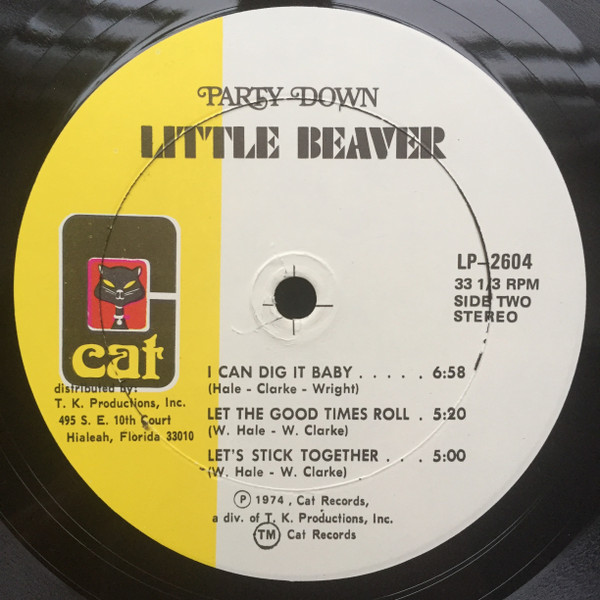 PARTY DOWN
LITTLE BEAVER
LP-2604
33 1/3 RPM
SIDE TWO
STEREO
cat
distributed by:
T. K. Productions, Inc.
495 S. E. 10th Court
Hialeah, Florida 33010
I CAN DIG IT BABY . . . . . 6:58
(Hale - Clarke - Wright)
LET THE GOOD TIMES ROLL . 5:20
(W. Hale - W. Clarke)
LET'S STICK TOGETHER . . . 5:00
(W. Hale - W. Clarke)
Ⓟ 1974, Cat Records,
a div. of T. K. Productions, Inc.
TM Cat Records